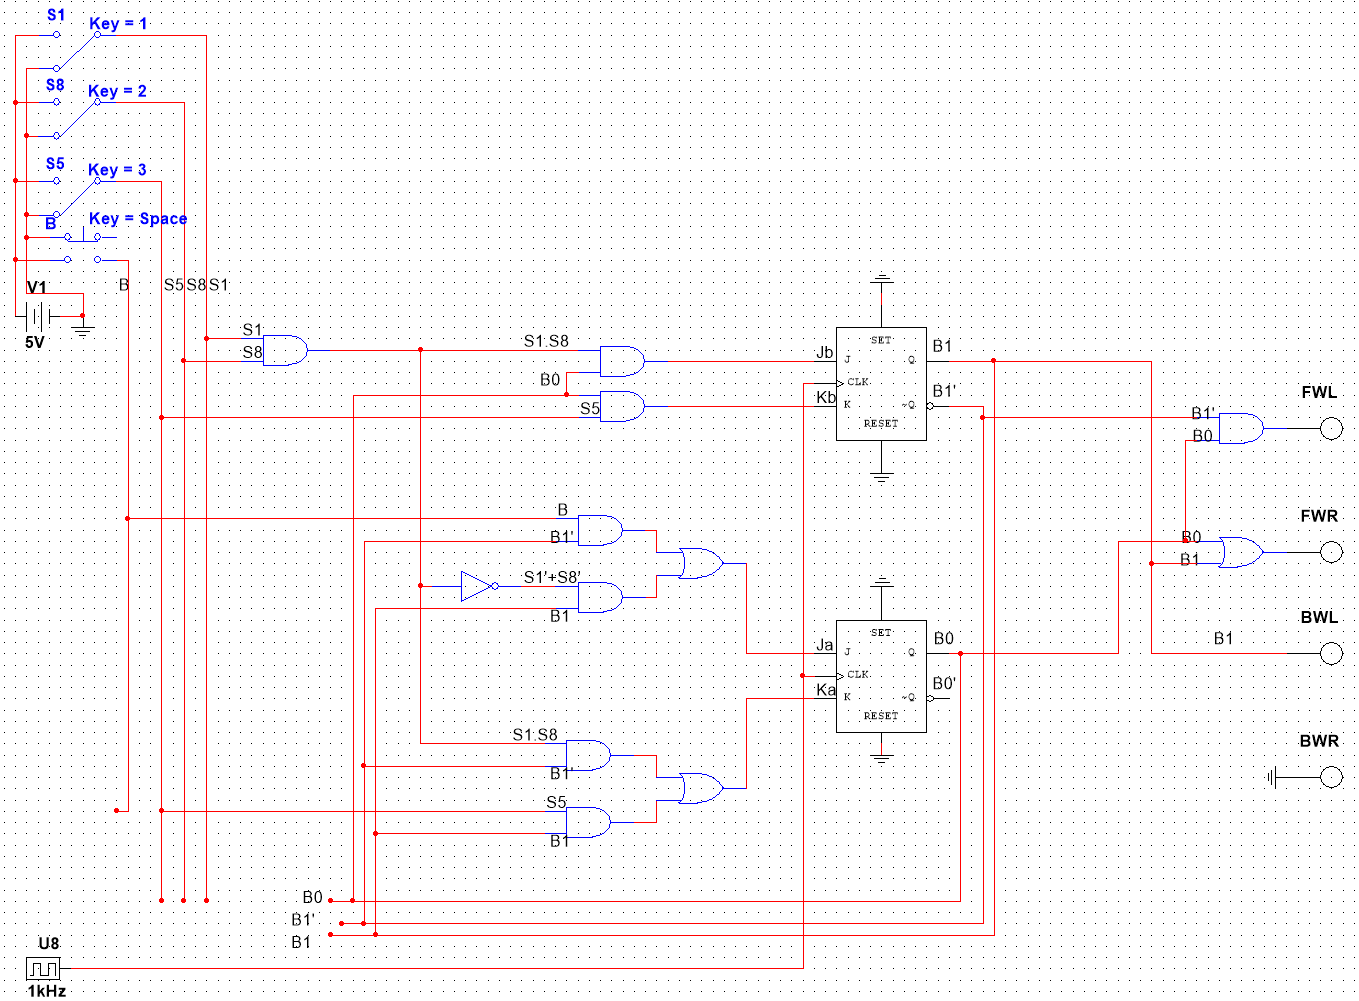 S1
Key = 1
S8
Key = 2
S5
Key = 3
B
Key = Space
B
S5 S8 S1
V1
5V
S1
S8
S1.S8
B0
S5
Jb
Kb
SET
J
Q
CLK
K
~Q
RESET
B1
B1'
FWL
B1'
B0
FWR
B0
B1
BWL
B1
BWR
B
B1'
S1'+S8'
B1
Ja
Ka
SET
J
Q
CLK
K
~Q
RESET
B0
B0'
S1.S8
B1'
S5
B1
B0
B1'
B1
U8
1kHz